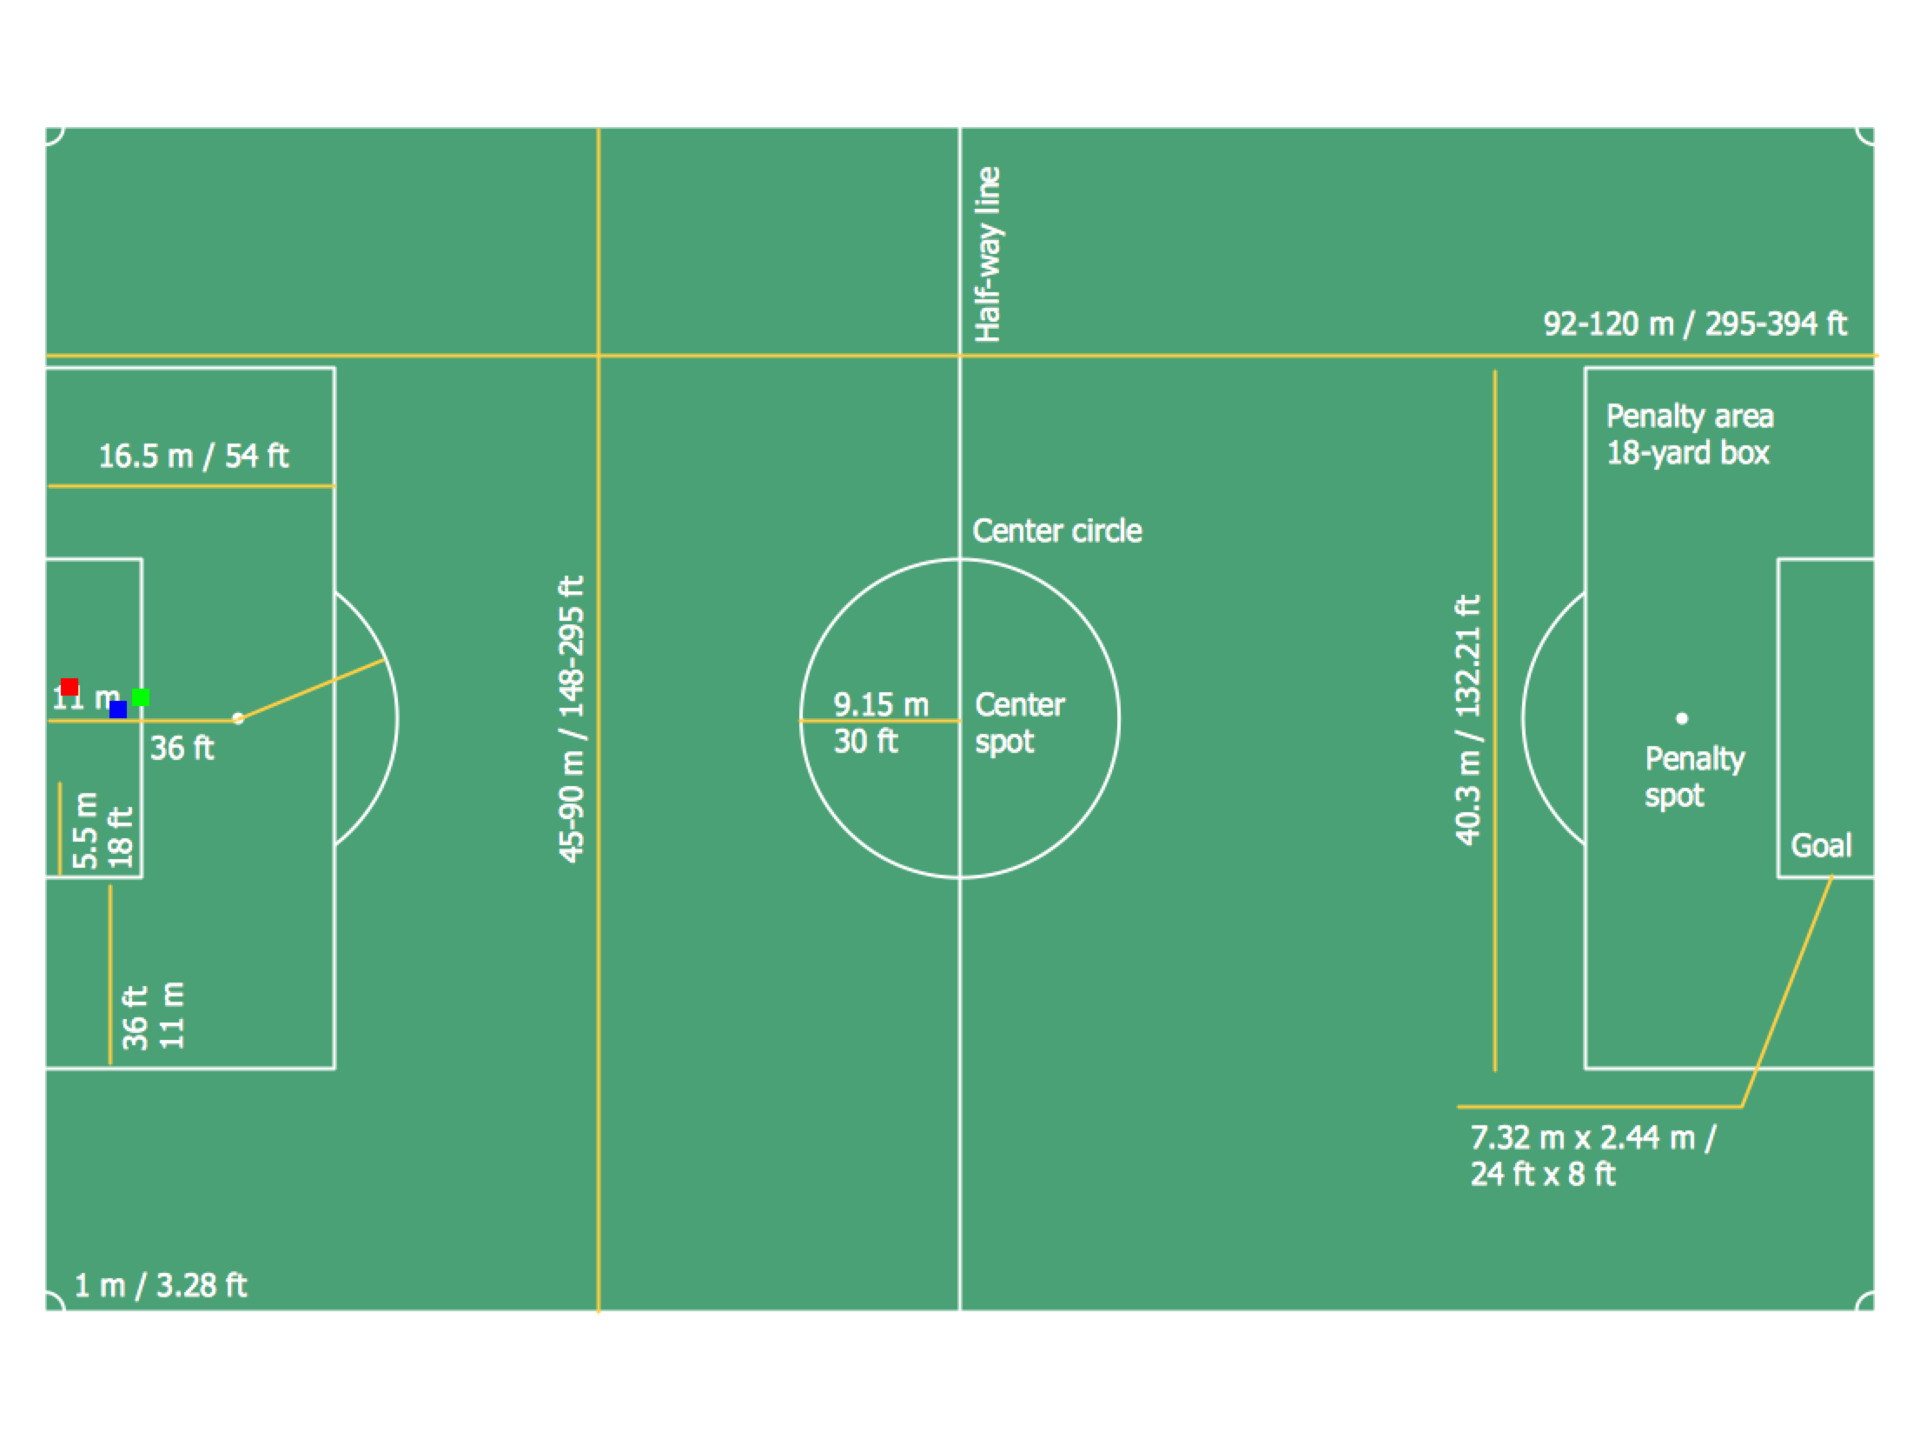 Half-way line
92-120 m / 295-394 ft
Penalty area
18-yard box
16.5 m / 54 ft
Center circle
45-90 m / 148-295 ft
40.3 m / 132.21 ft
11 m
36 ft
9.15 m
30 ft
Center
spot
Penalty
spot
5.5 m
18 ft
Goal
36 ft
11 m
7.32 m x 2.44 m /
24 ft x 8 ft
1 m / 3.28 ft